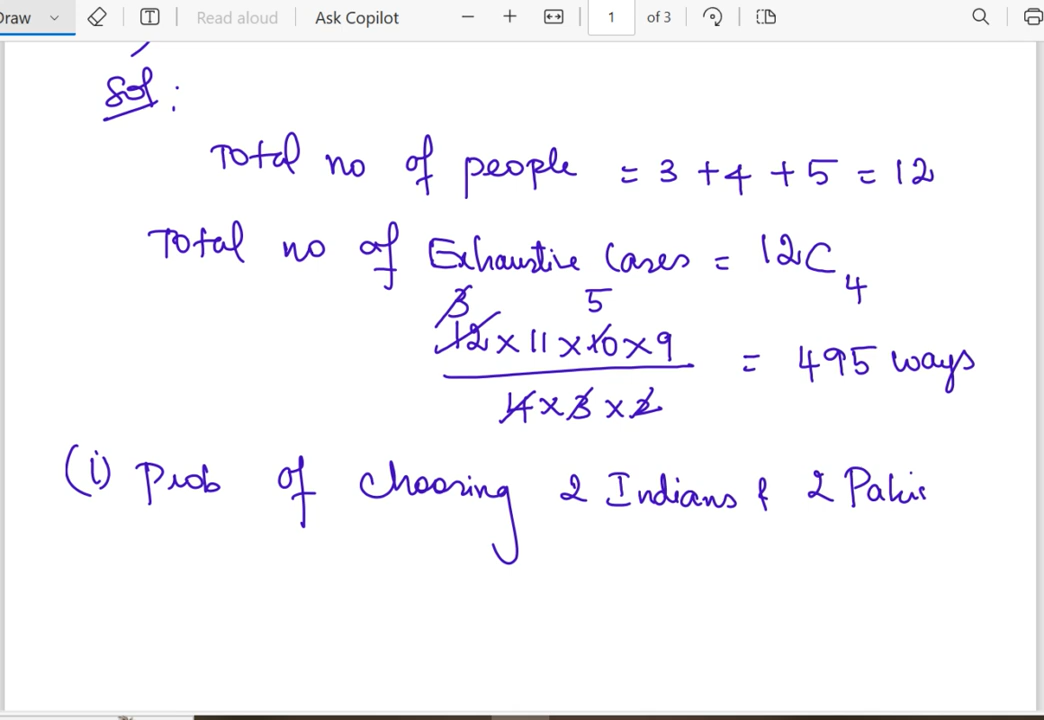 Draw
Read aloud
Ask Copilot
1 of 3
Sol :
Total no of people = 3 + 4 + 5 = 12
Total no of Exhaustive Cases = 12C4
3 5
12 × 11 × 10 × 9
4 × 3 × 2
= 495 ways
(i) Prob of choosing 2 Indians & 2 Pakis